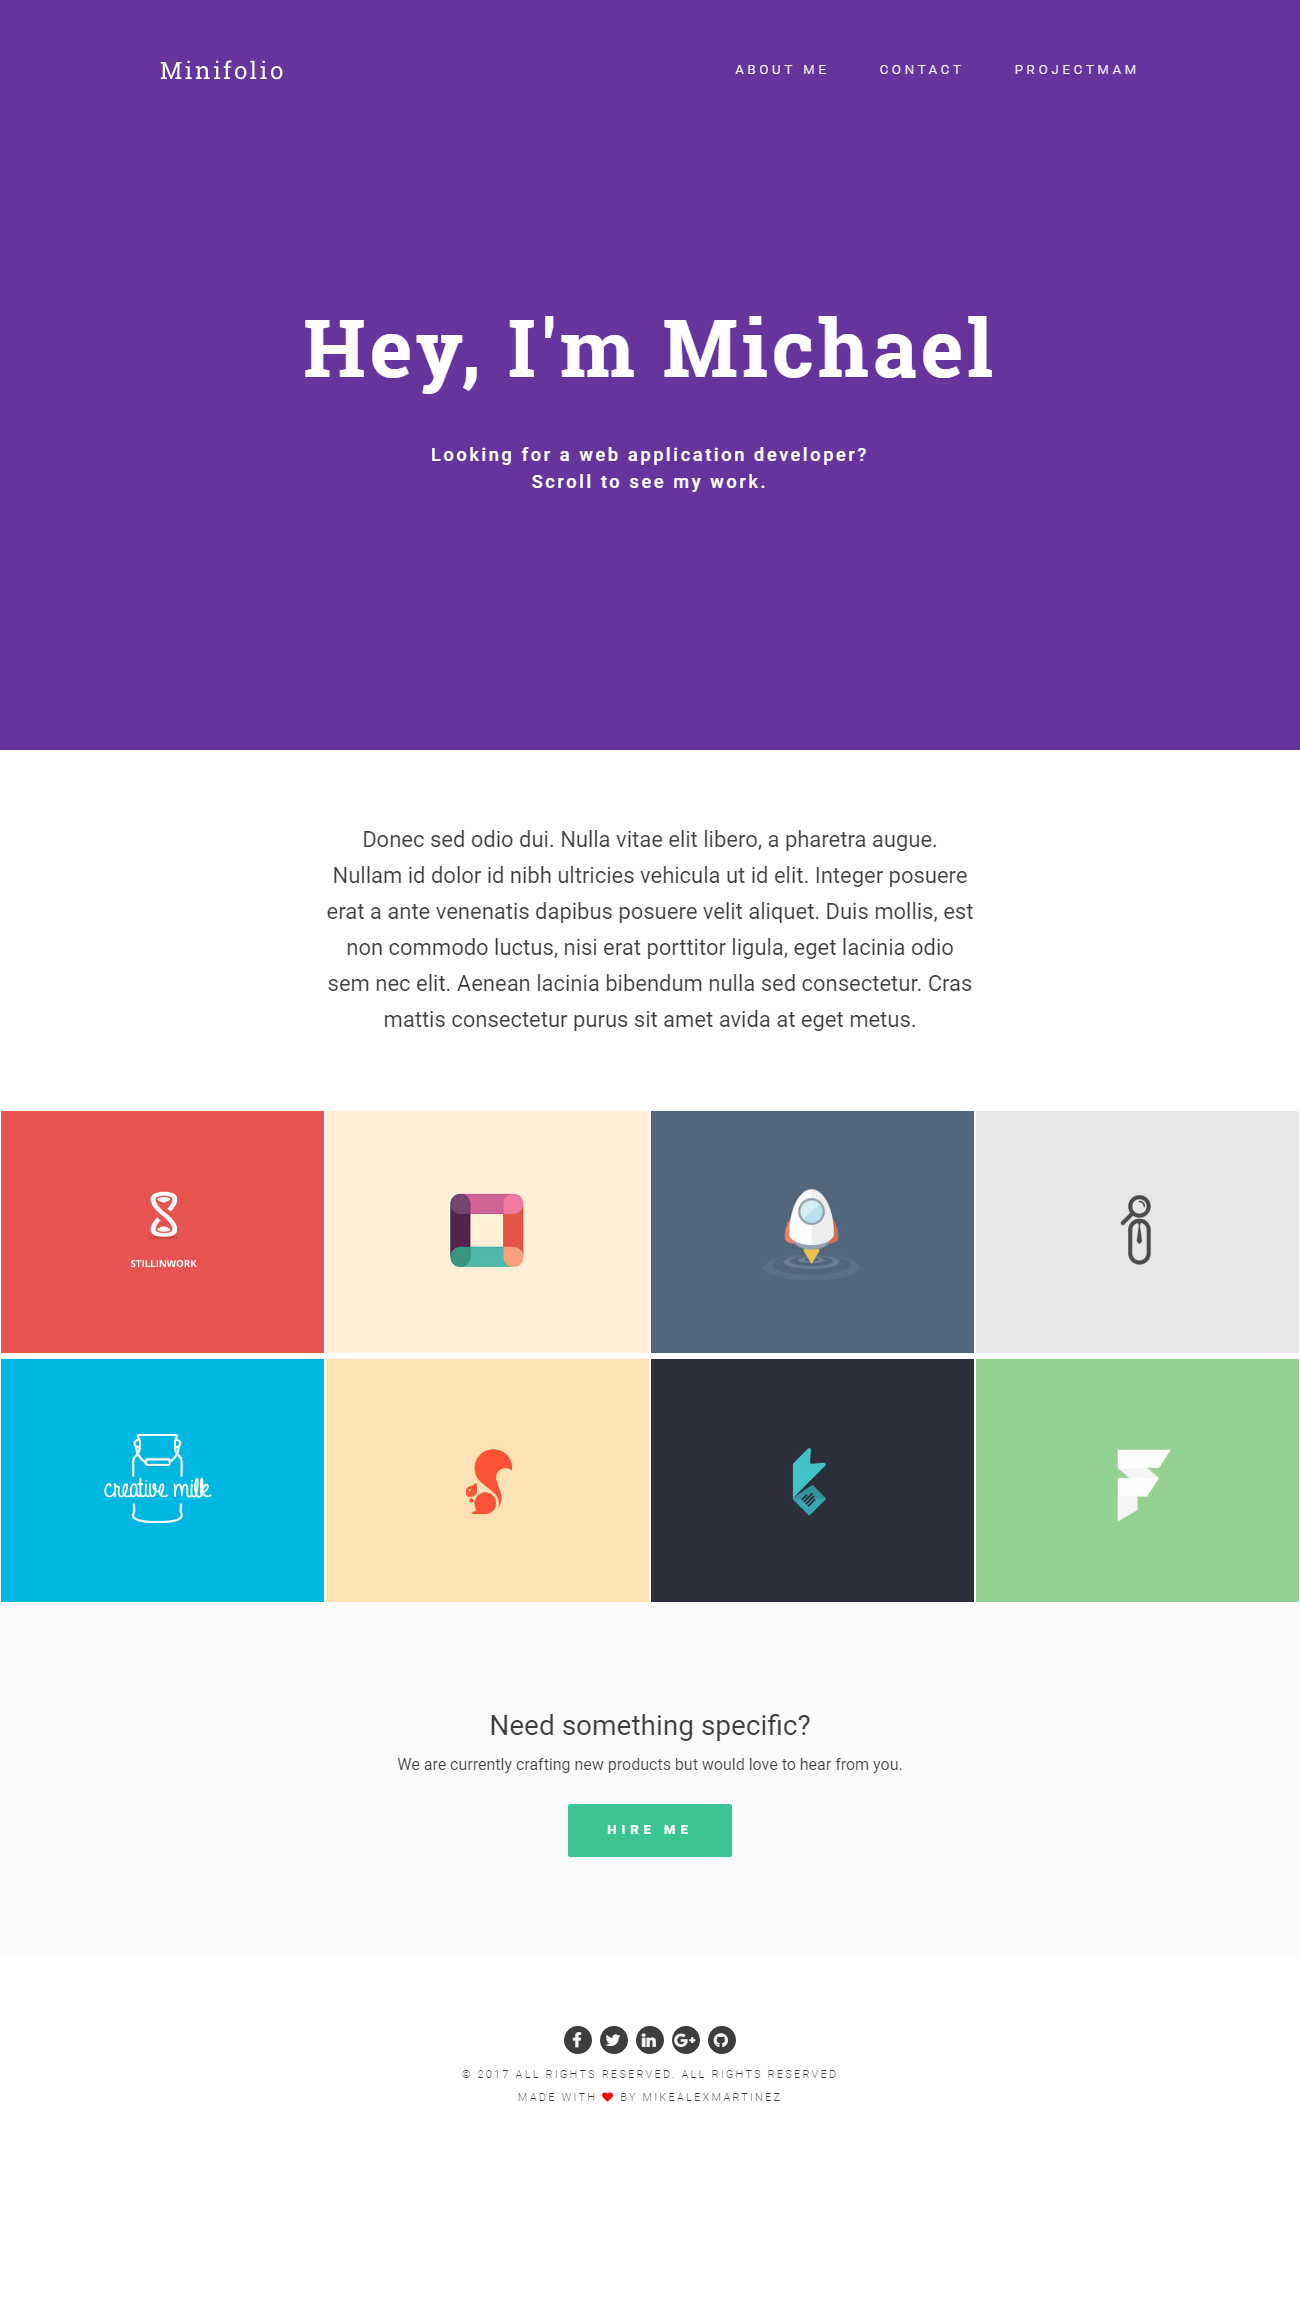 Minifolio
ABOUT ME CONTACT PROJECTMAM
Hey, I'm Michael
Looking for a web application developer?
Scroll to see my work.
Donec sed odio dui. Nulla vitae elit libero, a pharetra augue.
Nullam id dolor id nibh ultricies vehicula ut id elit. Integer posuere
erat a ante venenatis dapibus posuere velit aliquet. Duis mollis, est
non commodo luctus, nisi erat porttitor ligula, eget lacinia odio
sem nec elit. Aenean lacinia bibendum nulla sed consectetur. Cras
mattis consectetur purus sit amet avida at eget metus.
STILLINWORK
creative milk
Need something specific?
We are currently crafting new products but would love to hear from you.
HIRE ME
© 2017 ALL RIGHTS RESERVED. ALL RIGHTS RESERVED
MADE WITH ♥ BY MIKEALEXMARTINEZ